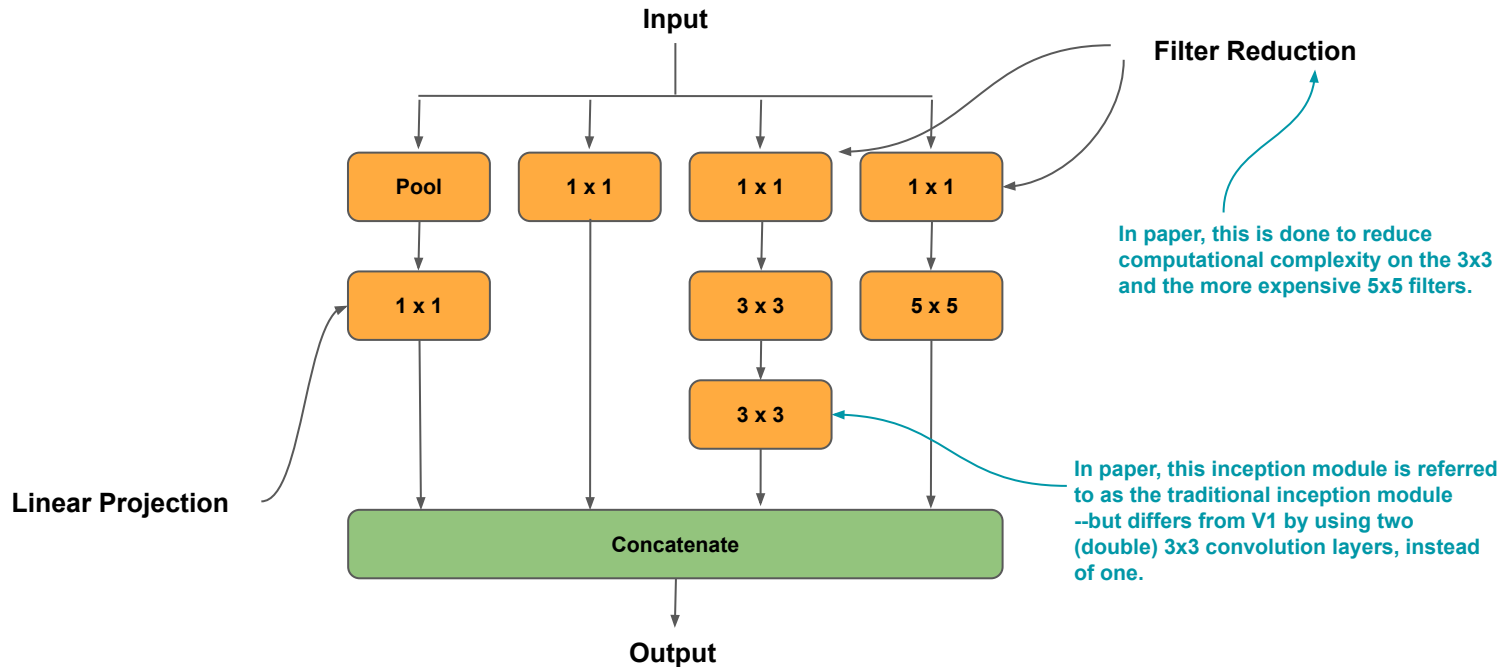 Input
Filter Reduction
Pool
1 x 1
1 x 1
1 x 1
In paper, this is done to reduce
computational complexity on the 3x3
and the more expensive 5x5 filters.
1 x 1
3 x 3
5 x 5
3 x 3
In paper, this inception module is referred
to as the traditional inception module
--but differs from V1 by using two
(double) 3x3 convolution layers, instead
of one.
Linear Projection
Concatenate
Output